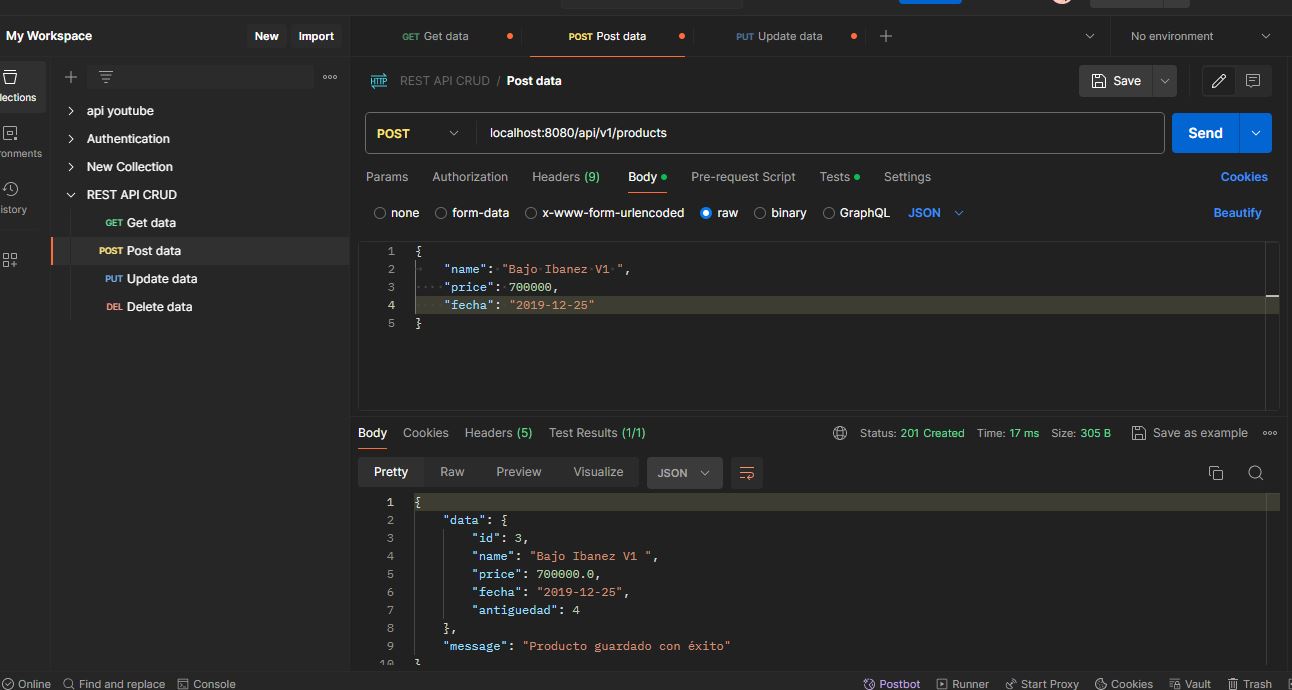 My Workspace
New
Import
GET Get data
POST Post data
PUT Update data
No environment
lections
ronments
istory
api youtube
Authentication
New Collection
REST API CRUD
GET Get data
POST Post data
PUT Update data
DEL Delete data
HTTP REST API CRUD / Post data
Save
POST localhost:8080/api/v1/products
Send
Params Authorization Headers (9) Body Pre-request Script Tests Settings Cookies
none form-data x-www-form-urlencoded raw binary GraphQL JSON Beautify
1 {
2 "name": "Bajo Ibanez V1 ",
3 "price": 700000,
4 "fecha": "2019-12-25"
5 }
Body Cookies Headers (5) Test Results (1/1) Status: 201 Created Time: 17 ms Size: 305 B Save as example
Pretty Raw Preview Visualize JSON
1 {
2 "data": {
3 "id": 3,
4 "name": "Bajo Ibanez V1 ",
5 "price": 700000.0,
6 "fecha": "2019-12-25",
7 "antiguedad": 4
8 },
9 "message": "Producto guardado con éxito"
10 }
Online Find and replace Console Postbot Runner Start Proxy Cookies Vault Trash